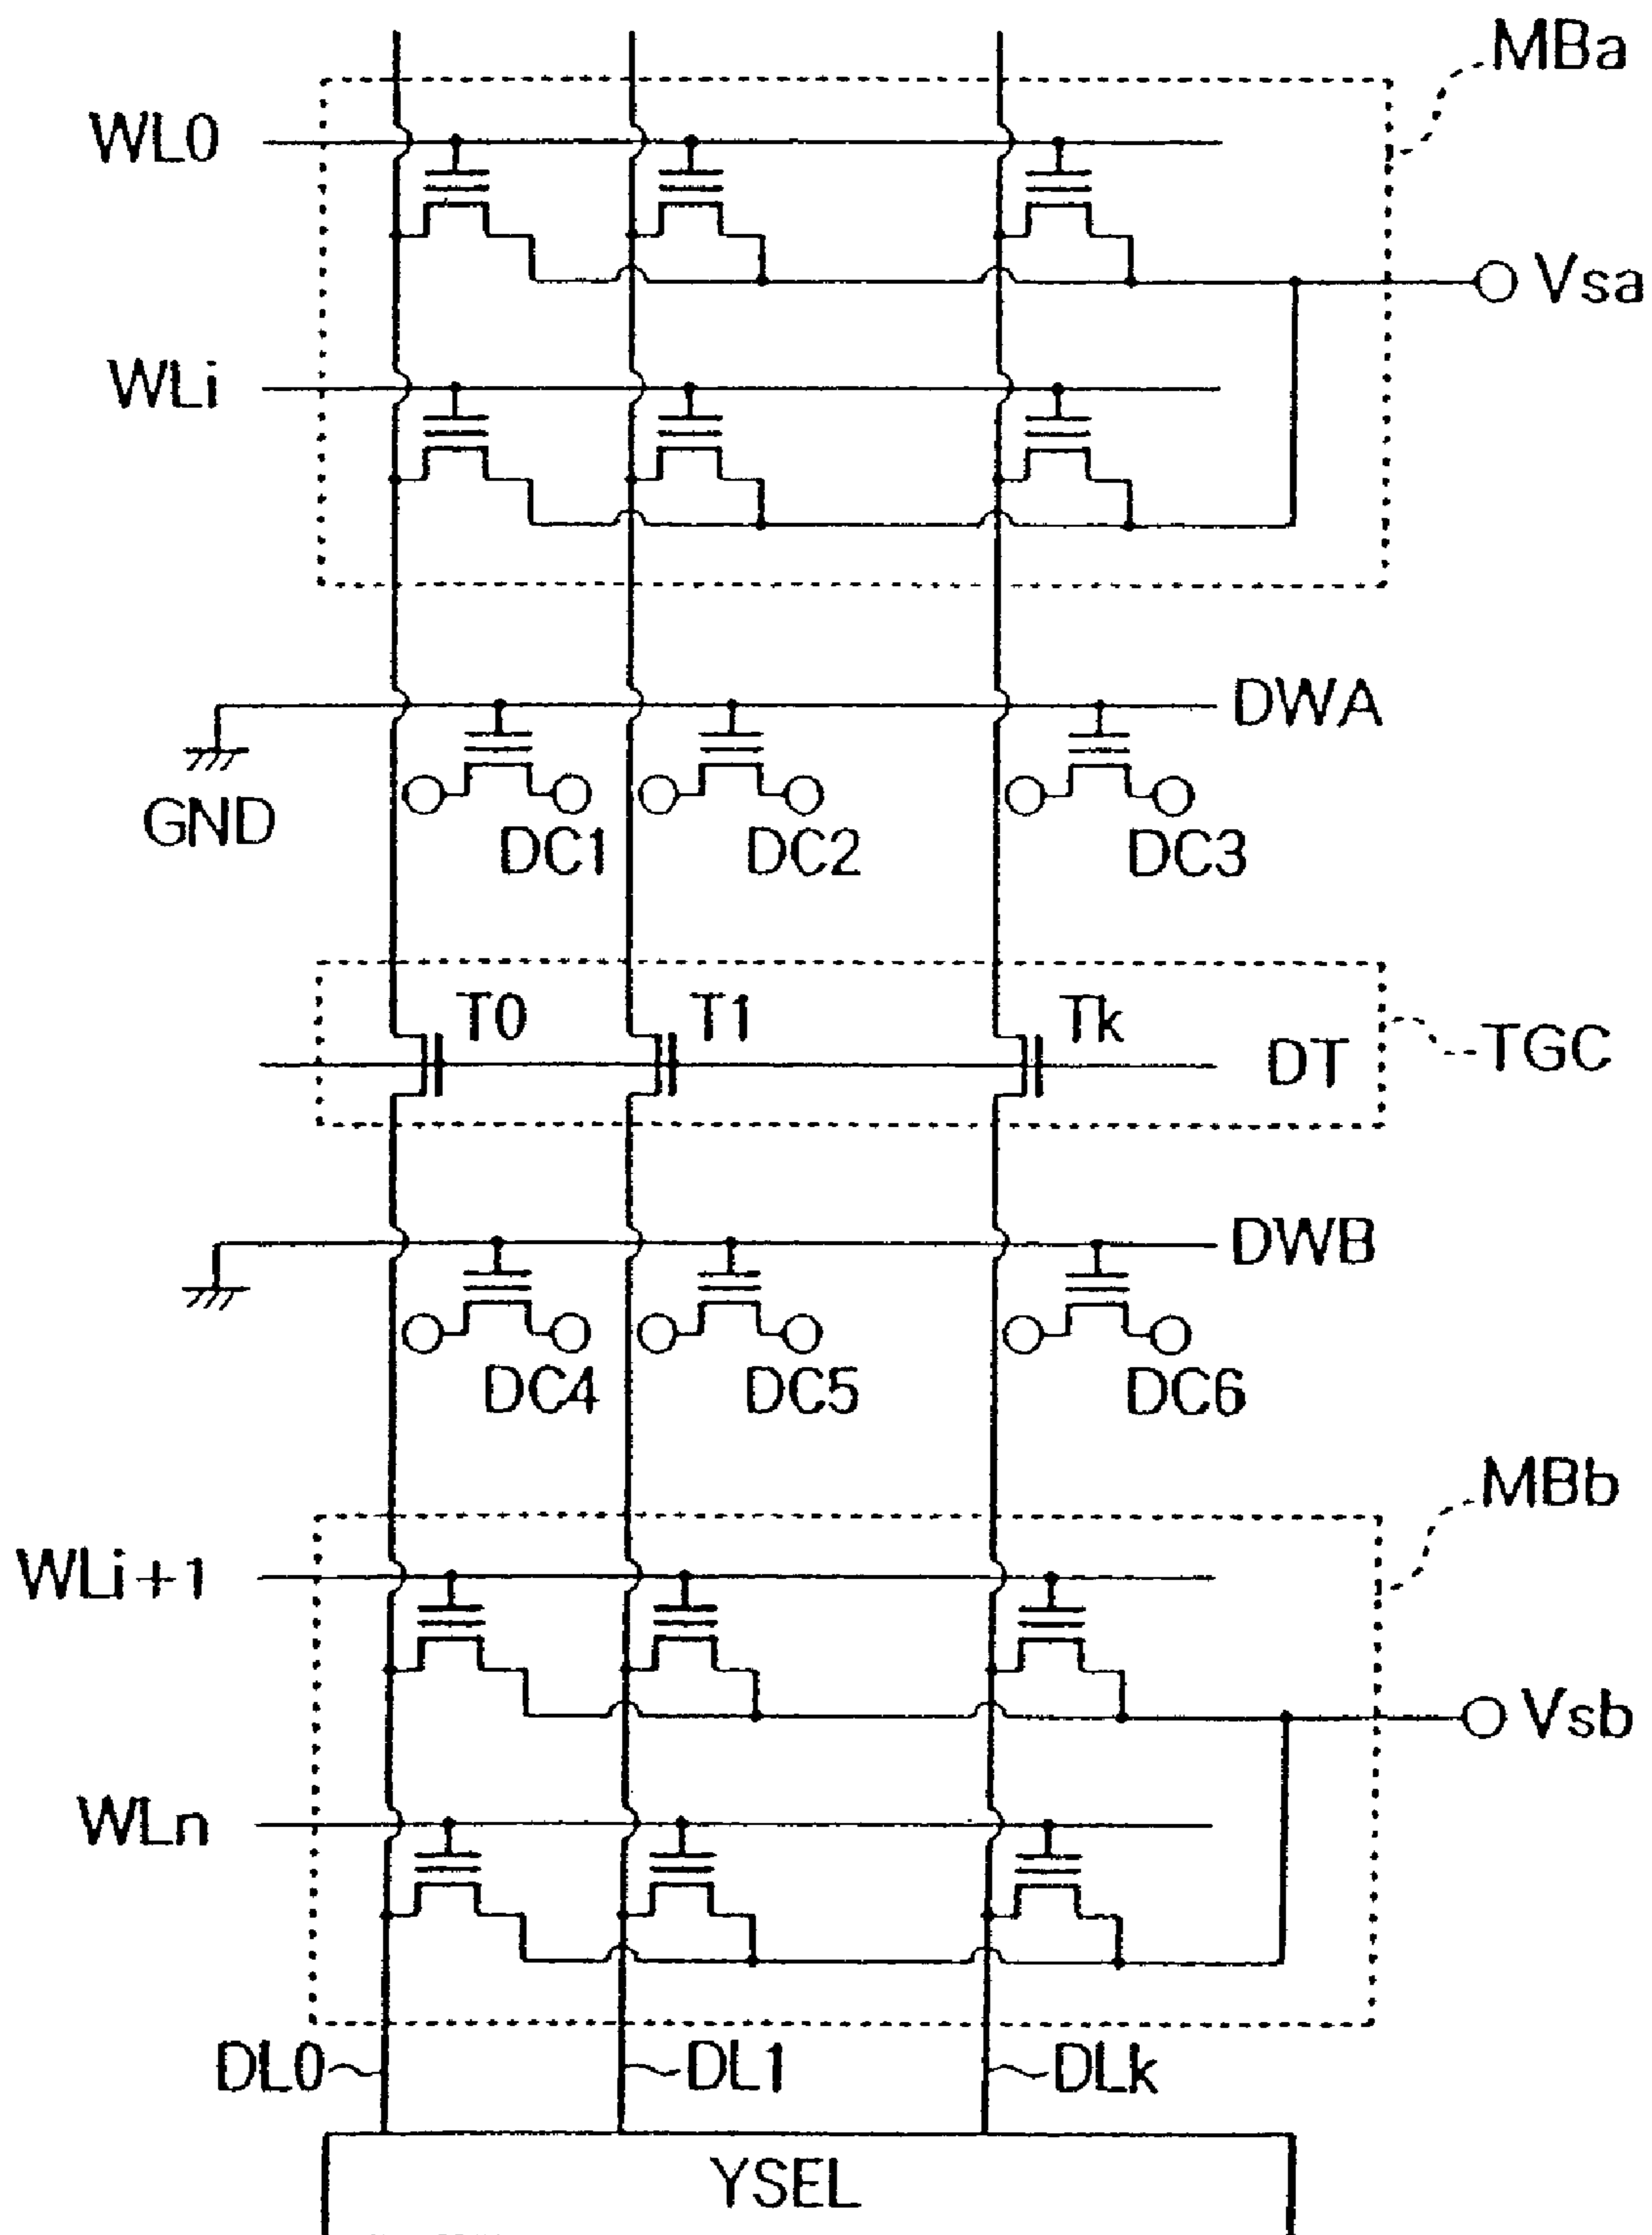 MBa
WL0
Vsa
WLi
DWA
GND
DC1
DC2
DC3
T0
T1
Tk
DT
TGC
DWB
DC4
DC5
DC6
MBb
WLi+1
Vsb
WLn
DL0
DL1
DLk
YSEL